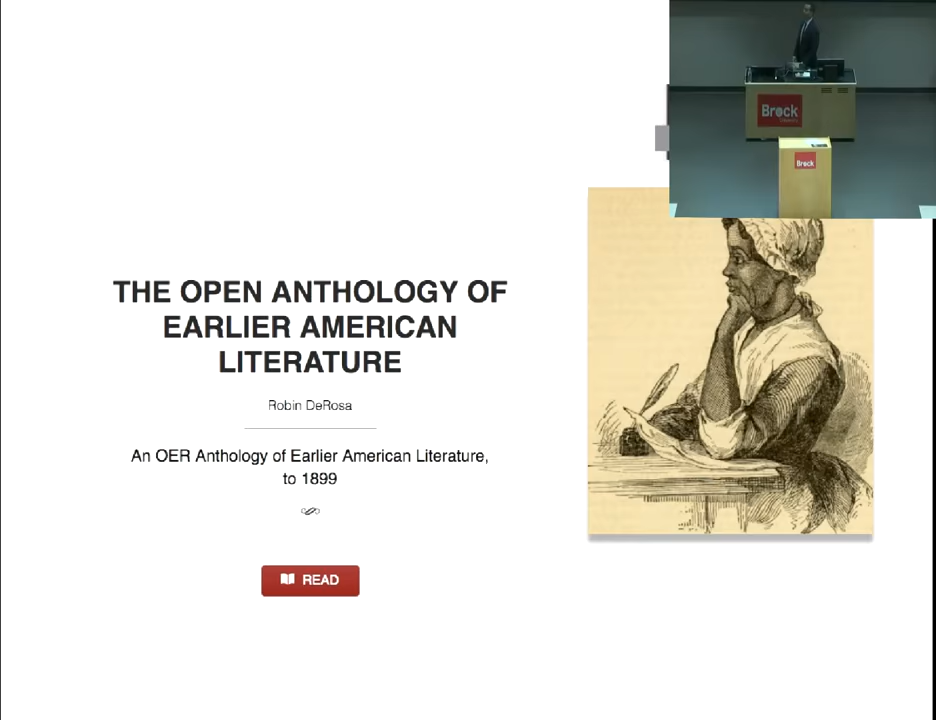 Brock
Brock
THE OPEN ANTHOLOGY OF
EARLIER AMERICAN
LITERATURE
Robin DeRosa
An OER Anthology of Earlier American Literature,
to 1899
READ